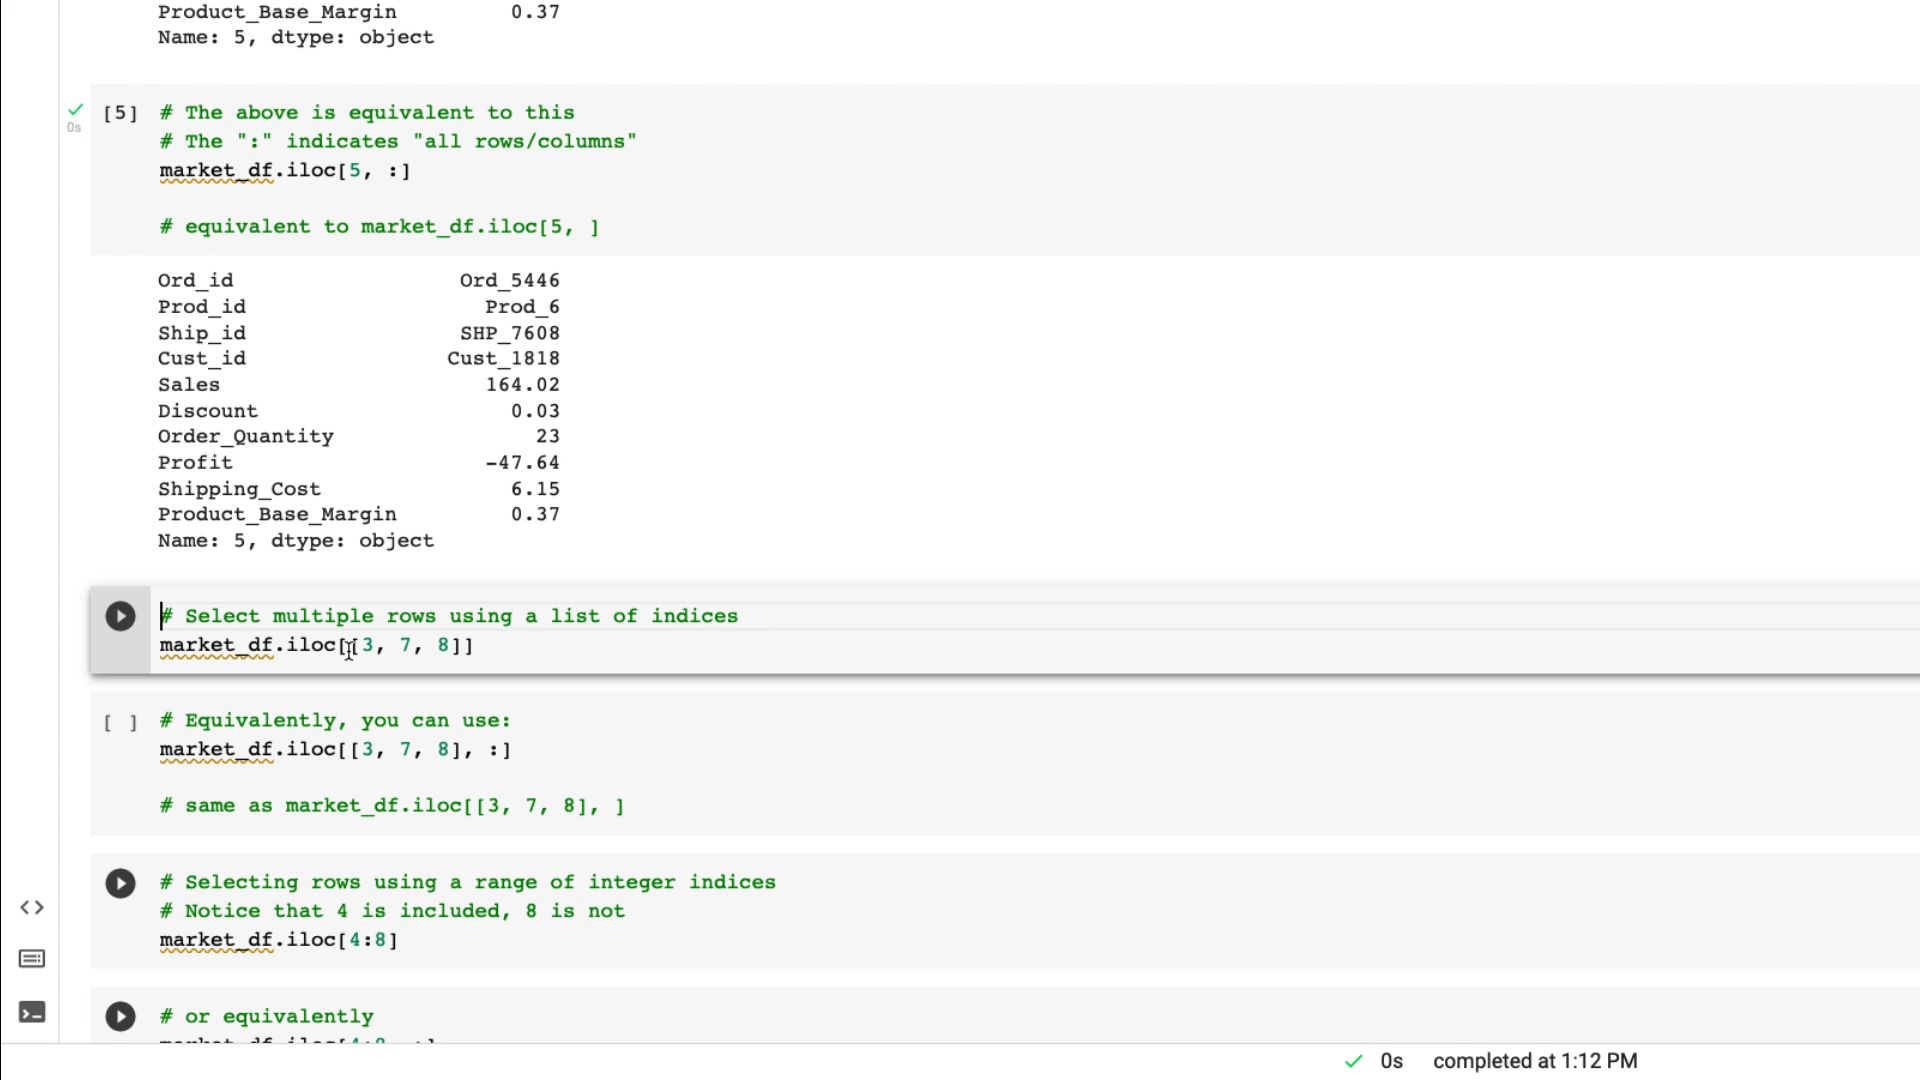 Product_Base_Margin 0.37
Name: 5, dtype: object
[5] # The above is equivalent to this
0s
# The ":" indicates "all rows/columns"
market_df.iloc[5, :]
# equivalent to market_df.iloc[5, ]
Ord_id Ord_5446
Prod_id Prod_6
Ship_id SHP_7608
Cust_id Cust_1818
Sales 164.02
Discount 0.03
Order_Quantity 23
Profit -47.64
Shipping_Cost 6.15
Product_Base_Margin 0.37
Name: 5, dtype: object
# Select multiple rows using a list of indices
market_df.iloc[[3, 7, 8]]
[ ] # Equivalently, you can use:
market_df.iloc[[3, 7, 8], :]
# same as market_df.iloc[[3, 7, 8], ]
# Selecting rows using a range of integer indices
# Notice that 4 is included, 8 is not
market_df.iloc[4:8]
# or equivalently
market_df.iloc[4:8, :]
0s completed at 1:12 PM